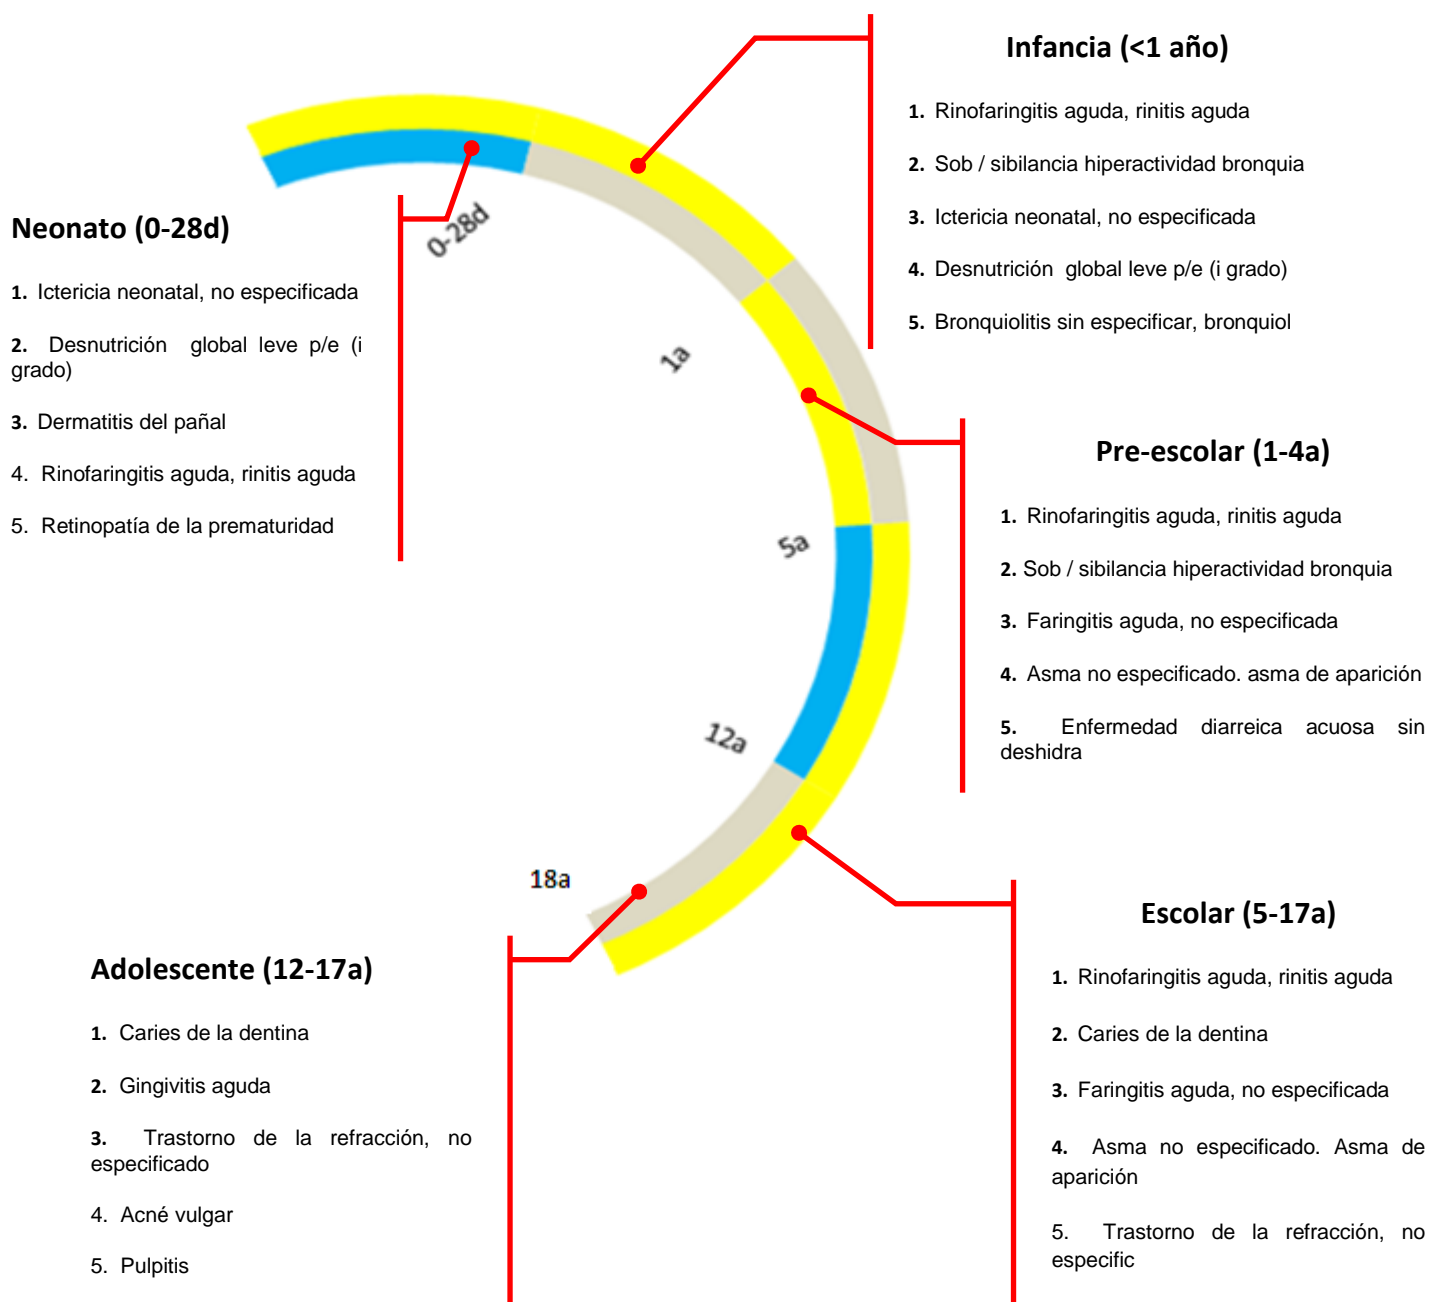 Infancia (<1 año)
1. Rinofaringitis aguda, rinitis aguda
2. Sob / sibilancia hiperactividad bronquia
3. Ictericia neonatal, no especificada
4. Desnutrición global leve p/e (i grado)
5. Bronquiolitis sin especificar, bronquiol
Neonato (0-28d)
1. Ictericia neonatal, no especificada
2. Desnutrición global leve p/e (i
grado)
3. Dermatitis del pañal
4. Rinofaringitis aguda, rinitis aguda
5. Retinopatía de la prematuridad
0-28d
1a
5a
12a
18a
Pre-escolar (1-4a)
1. Rinofaringitis aguda, rinitis aguda
2. Sob / sibilancia hiperactividad bronquia
3. Faringitis aguda, no especificada
4. Asma no especificado. asma de aparición
5. Enfermedad diarreica acuosa sin
deshidra
Escolar (5-17a)
1. Rinofaringitis aguda, rinitis aguda
2. Caries de la dentina
3. Faringitis aguda, no especificada
4. Asma no especificado. Asma de
aparición
5. Trastorno de la refracción, no
especific
Adolescente (12-17a)
1. Caries de la dentina
2. Gingivitis aguda
3. Trastorno de la refracción, no
especificado
4. Acné vulgar
5. Pulpitis